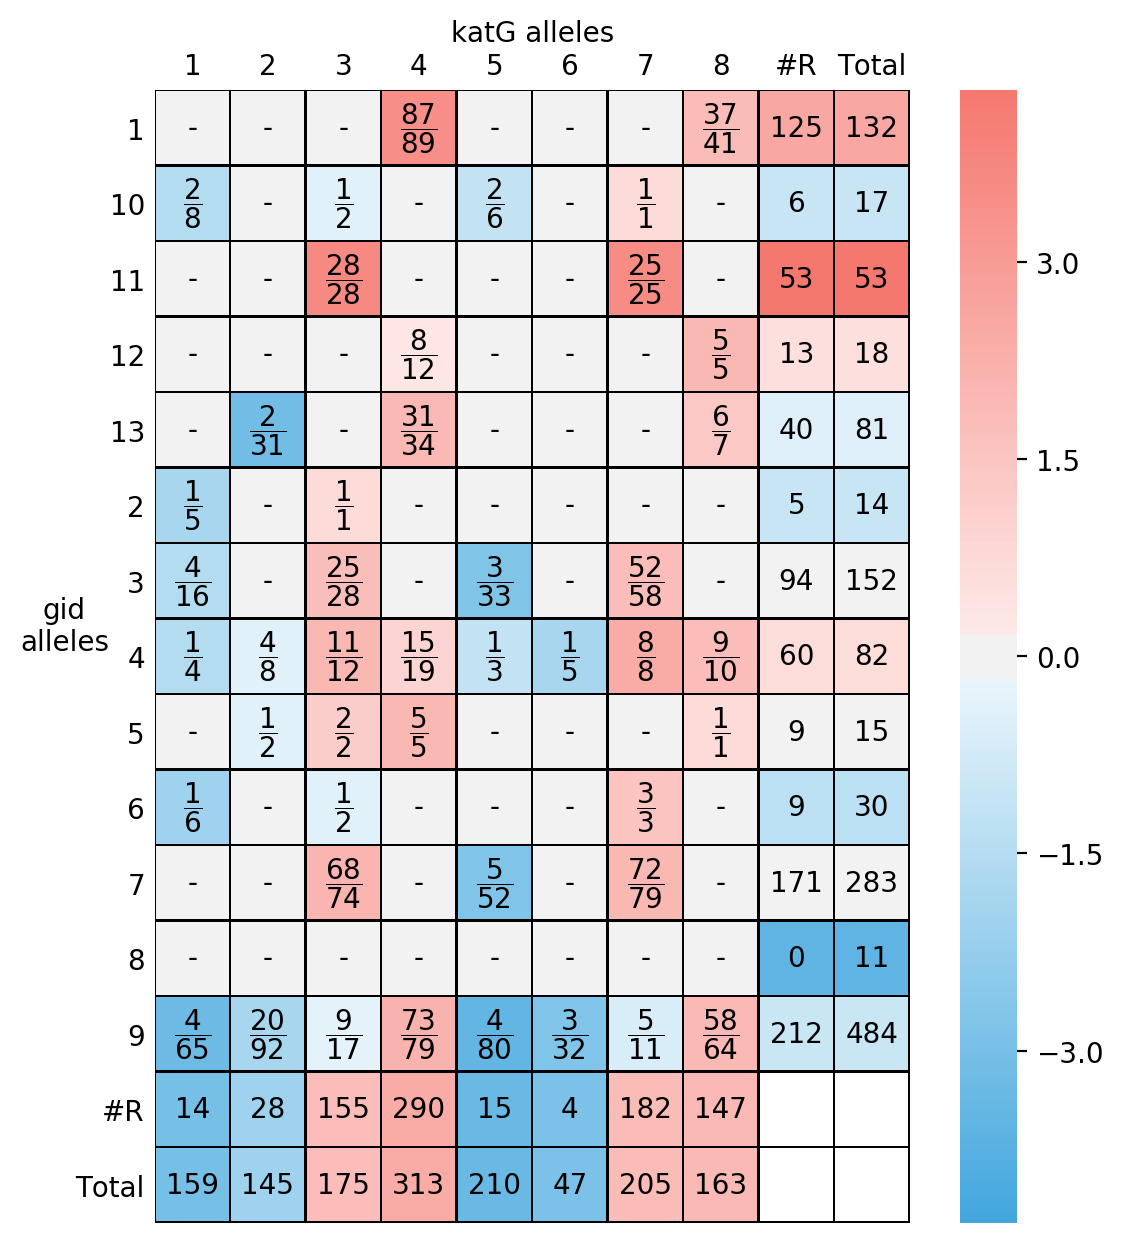 katG alleles
1 2 3 4 5 6 7 8 #R Total
1 - - - 87/89 - - - 37/41 125 132
10 2/8 - 1/2 - 2/6 - 1/1 - 6 17
11 - - 28/28 - - - 25/25 - 53 53
12 - - - 8/12 - - - 5/5 13 18
13 - 2/31 - 31/34 - - - 6/7 40 81
2 1/5 - 1/1 - - - - - 5 14
3 4/16 - 25/28 - 3/33 - 52/58 - 94 152
gid
alleles
4 1/4 4/8 11/12 15/19 1/3 1/5 8/8 9/10 60 82
5 - 1/2 2/2 5/5 - - - 1/1 9 15
6 1/6 - 1/2 - - - 3/3 - 9 30
7 - - 68/74 - 5/52 - 72/79 - 171 283
8 - - - - - - - - 0 11
9 4/65 20/92 9/17 73/79 4/80 3/32 5/11 58/64 212 484
#R 14 28 155 290 15 4 182 147
Total 159 145 175 313 210 47 205 163
3.0
1.5
0.0
−1.5
−3.0